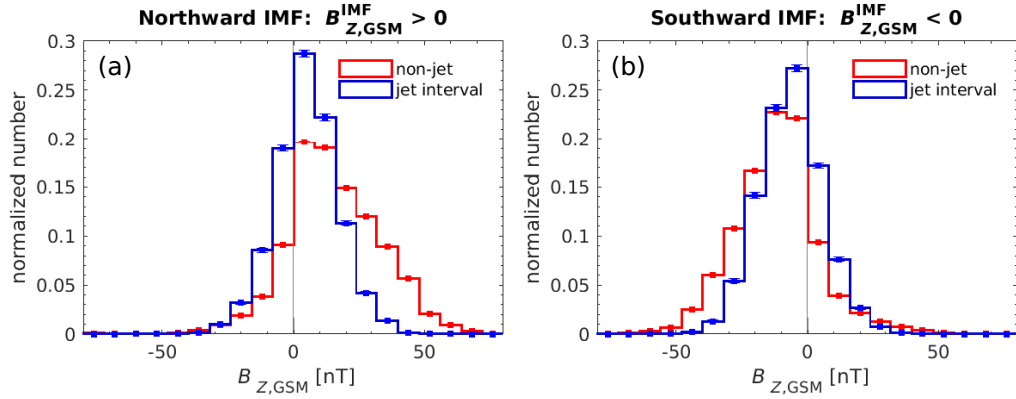 Northward IMF: B^IMF_Z,GSM > 0
Southward IMF: B^IMF_Z,GSM < 0
(a)
non-jet
jet interval
normalized number
0.3
0.25
0.2
0.15
0.1
0.05
0
-50
0
50
B Z,GSM [nT]
(b)
non-jet
jet interval
normalized number
0.3
0.25
0.2
0.15
0.1
0.05
0
-50
0
50
B Z,GSM [nT]